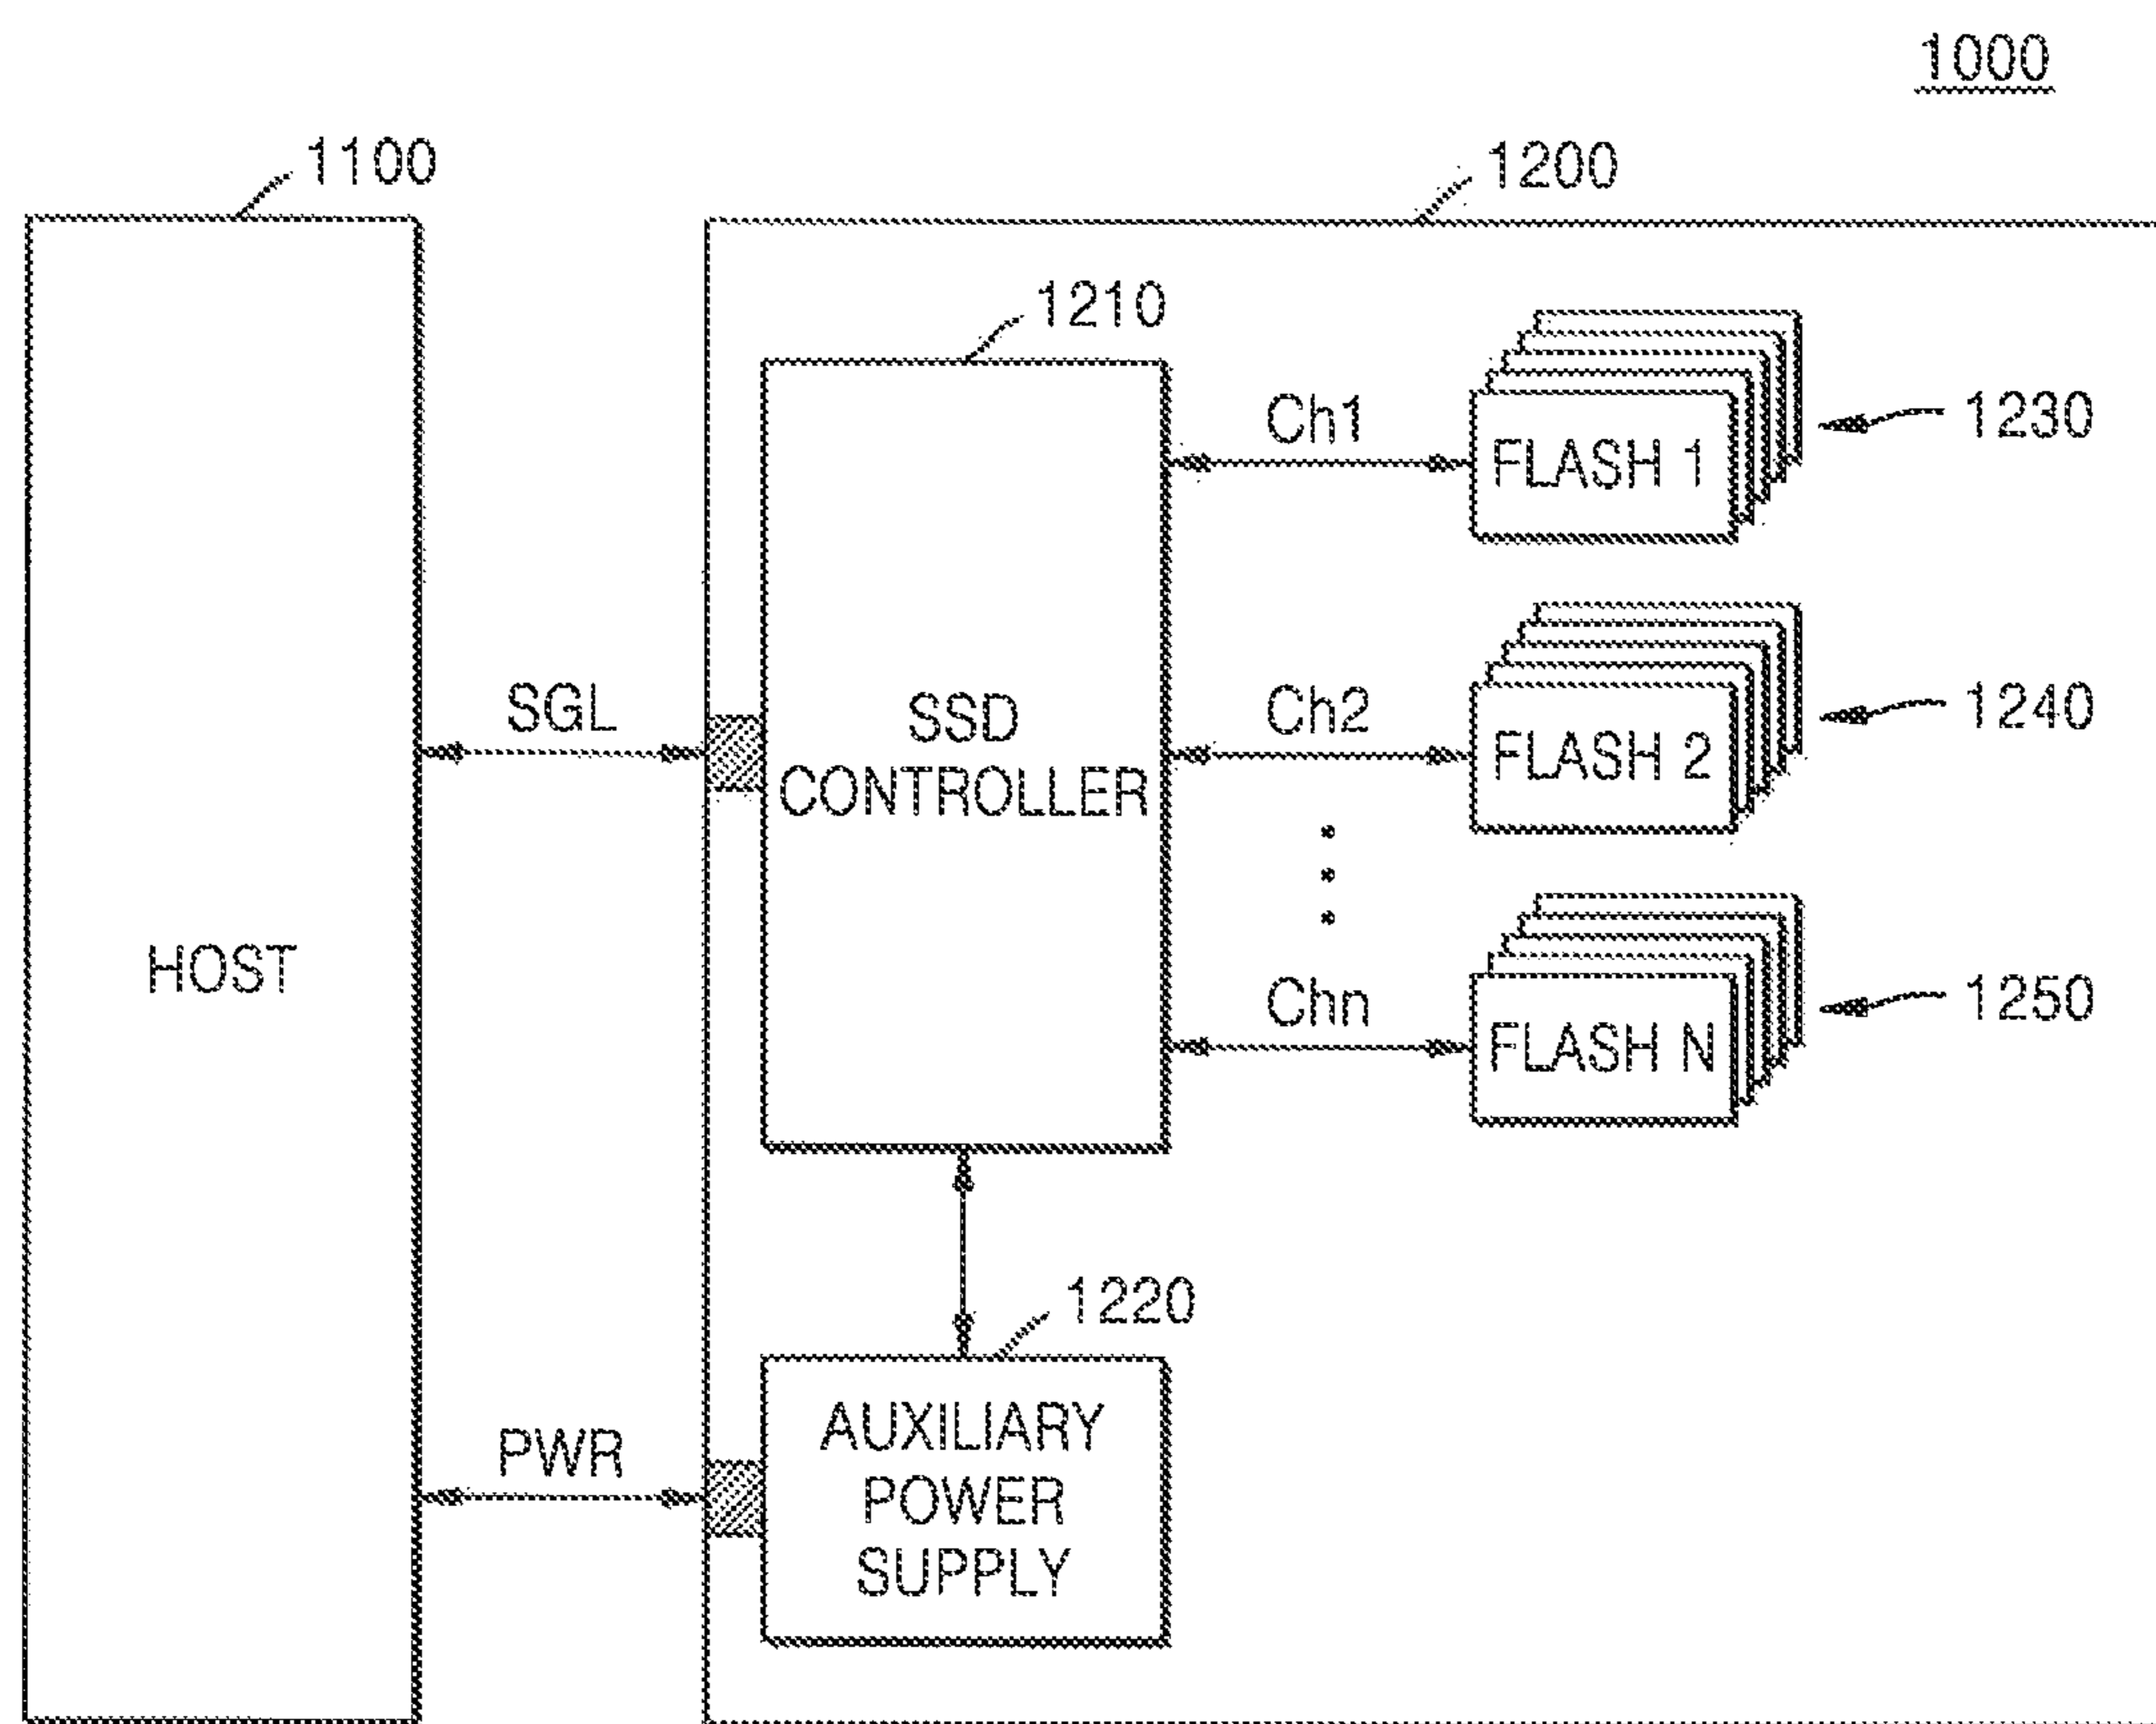 1000
1100
1200
1210
Ch1
FLASH 1
1230
SGL
SSD
CONTROLLER
Ch2
FLASH 2
1240
HOST
Chn
FLASH N
1250
1220
PWR
AUXILIARY
POWER
SUPPLY